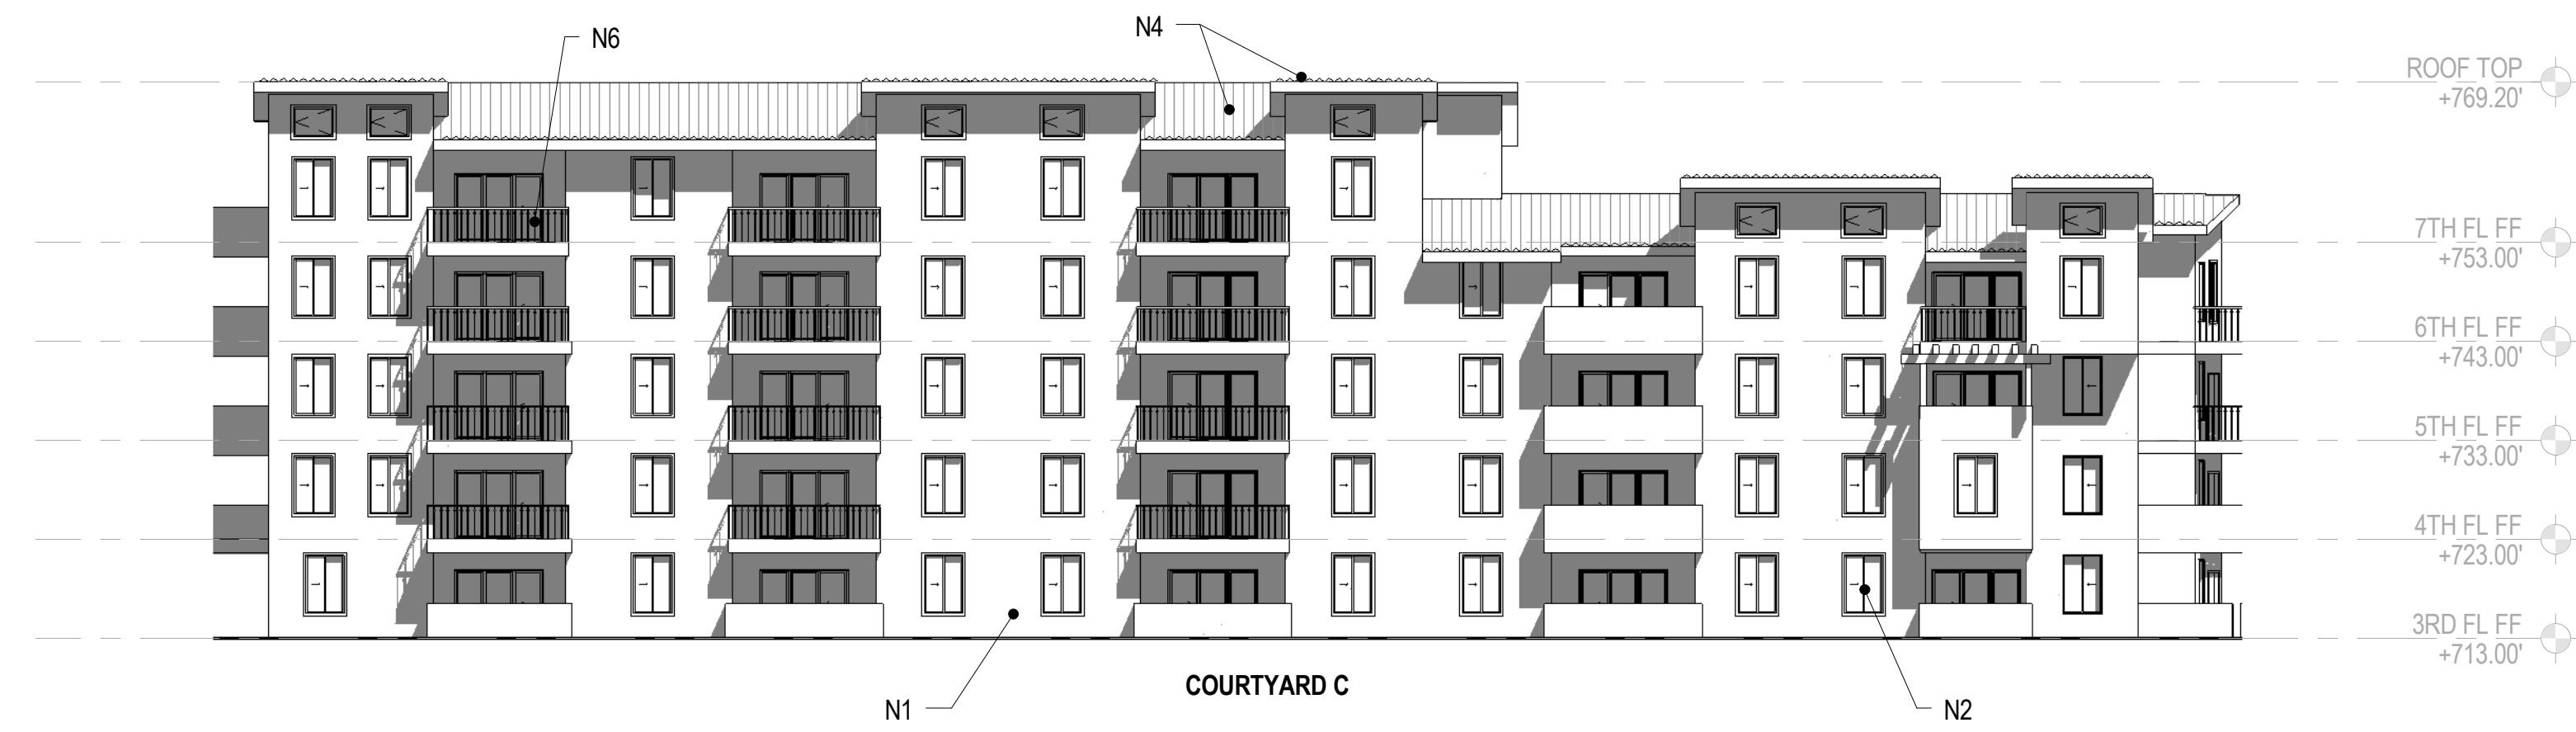 N4
N6
ROOF TOP
+769.20'
7TH FL FF
+753.00'
6TH FL FF
+743.00'
5TH FL FF
+733.00'
4TH FL FF
+723.00'
3RD FL FF
+713.00'
COURTYARD C
N1
N2